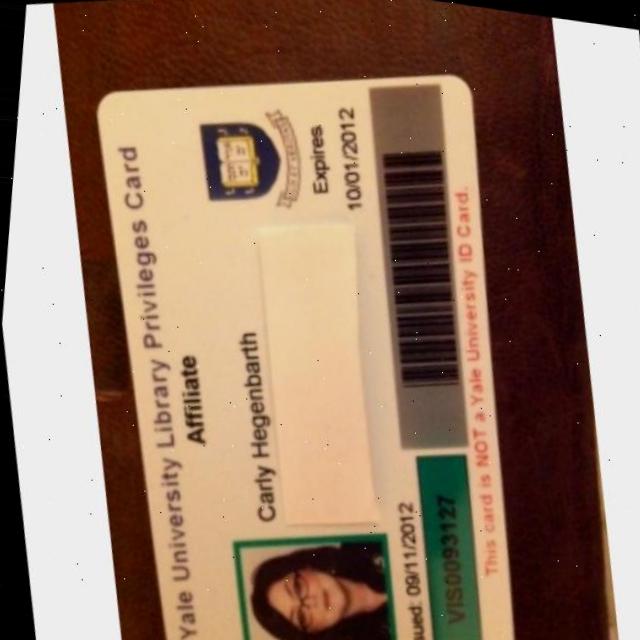 Yale University Library Privileges Card
Affiliate
Carly Hegenbarth
Expires
10/01/2012
ued: 09/11/2012
VIS0093127
This card is NOT a Yale University ID Card.